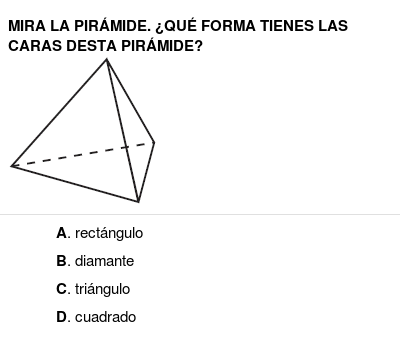 MIRA LA PIRÁMIDE. ¿QUÉ FORMA TIENES LAS
CARAS DESTA PIRÁMIDE?
A. rectángulo
B. diamante
C. triángulo
D. cuadrado